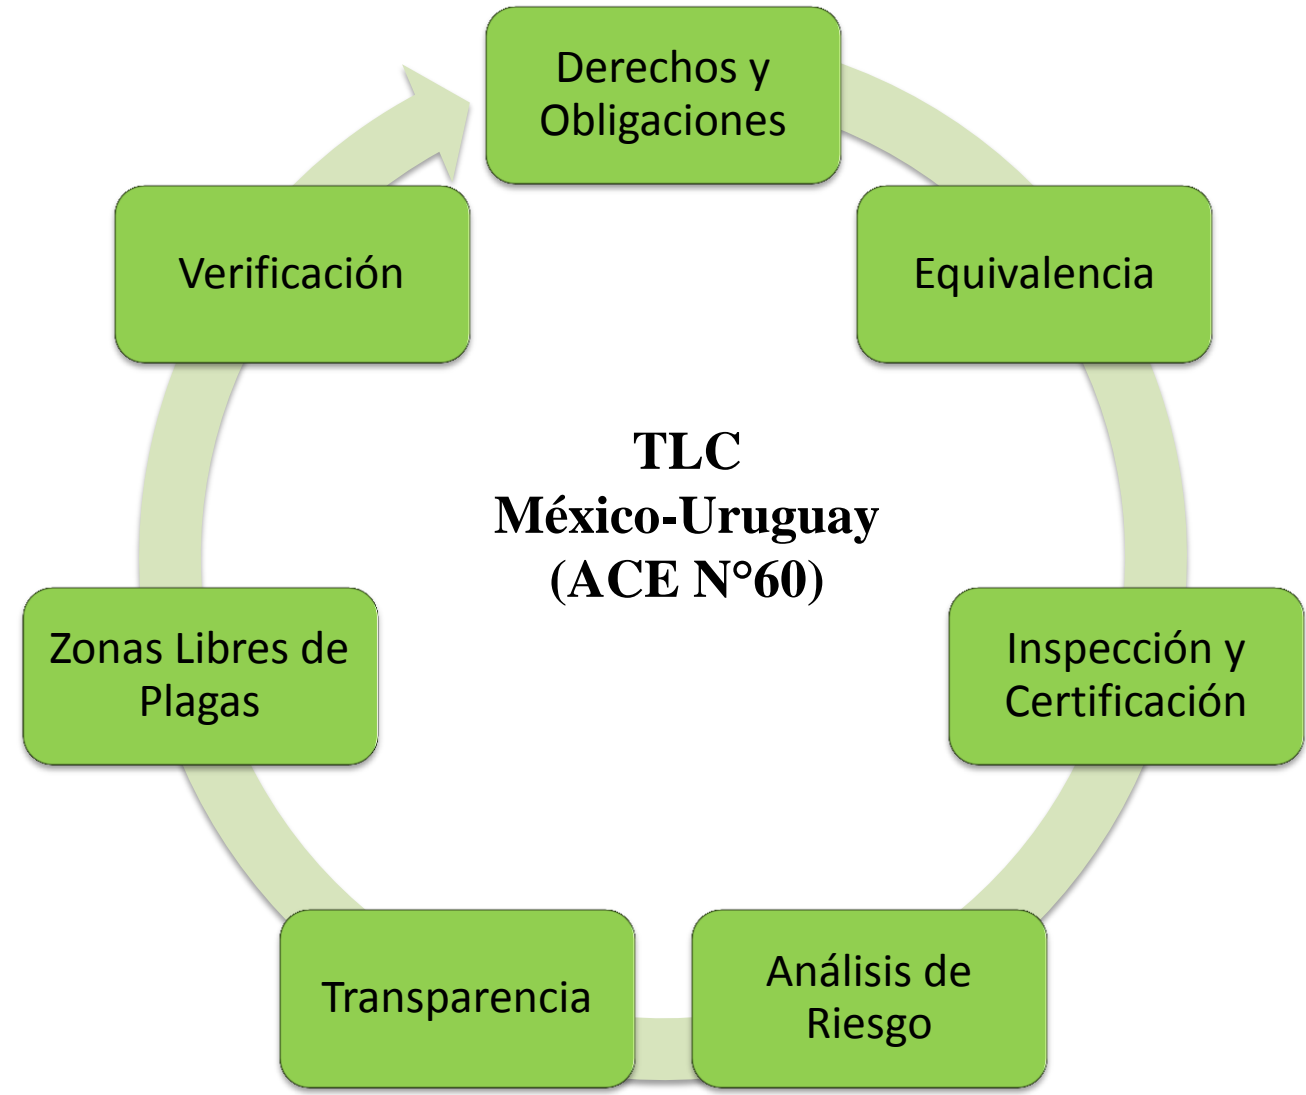 Derechos y
Obligaciones
Equivalencia
Inspección y
Certificación
Análisis de
Riesgo
Transparencia
Zonas Libres de
Plagas
Verificación
TLC
México-Uruguay
(ACE N°60)